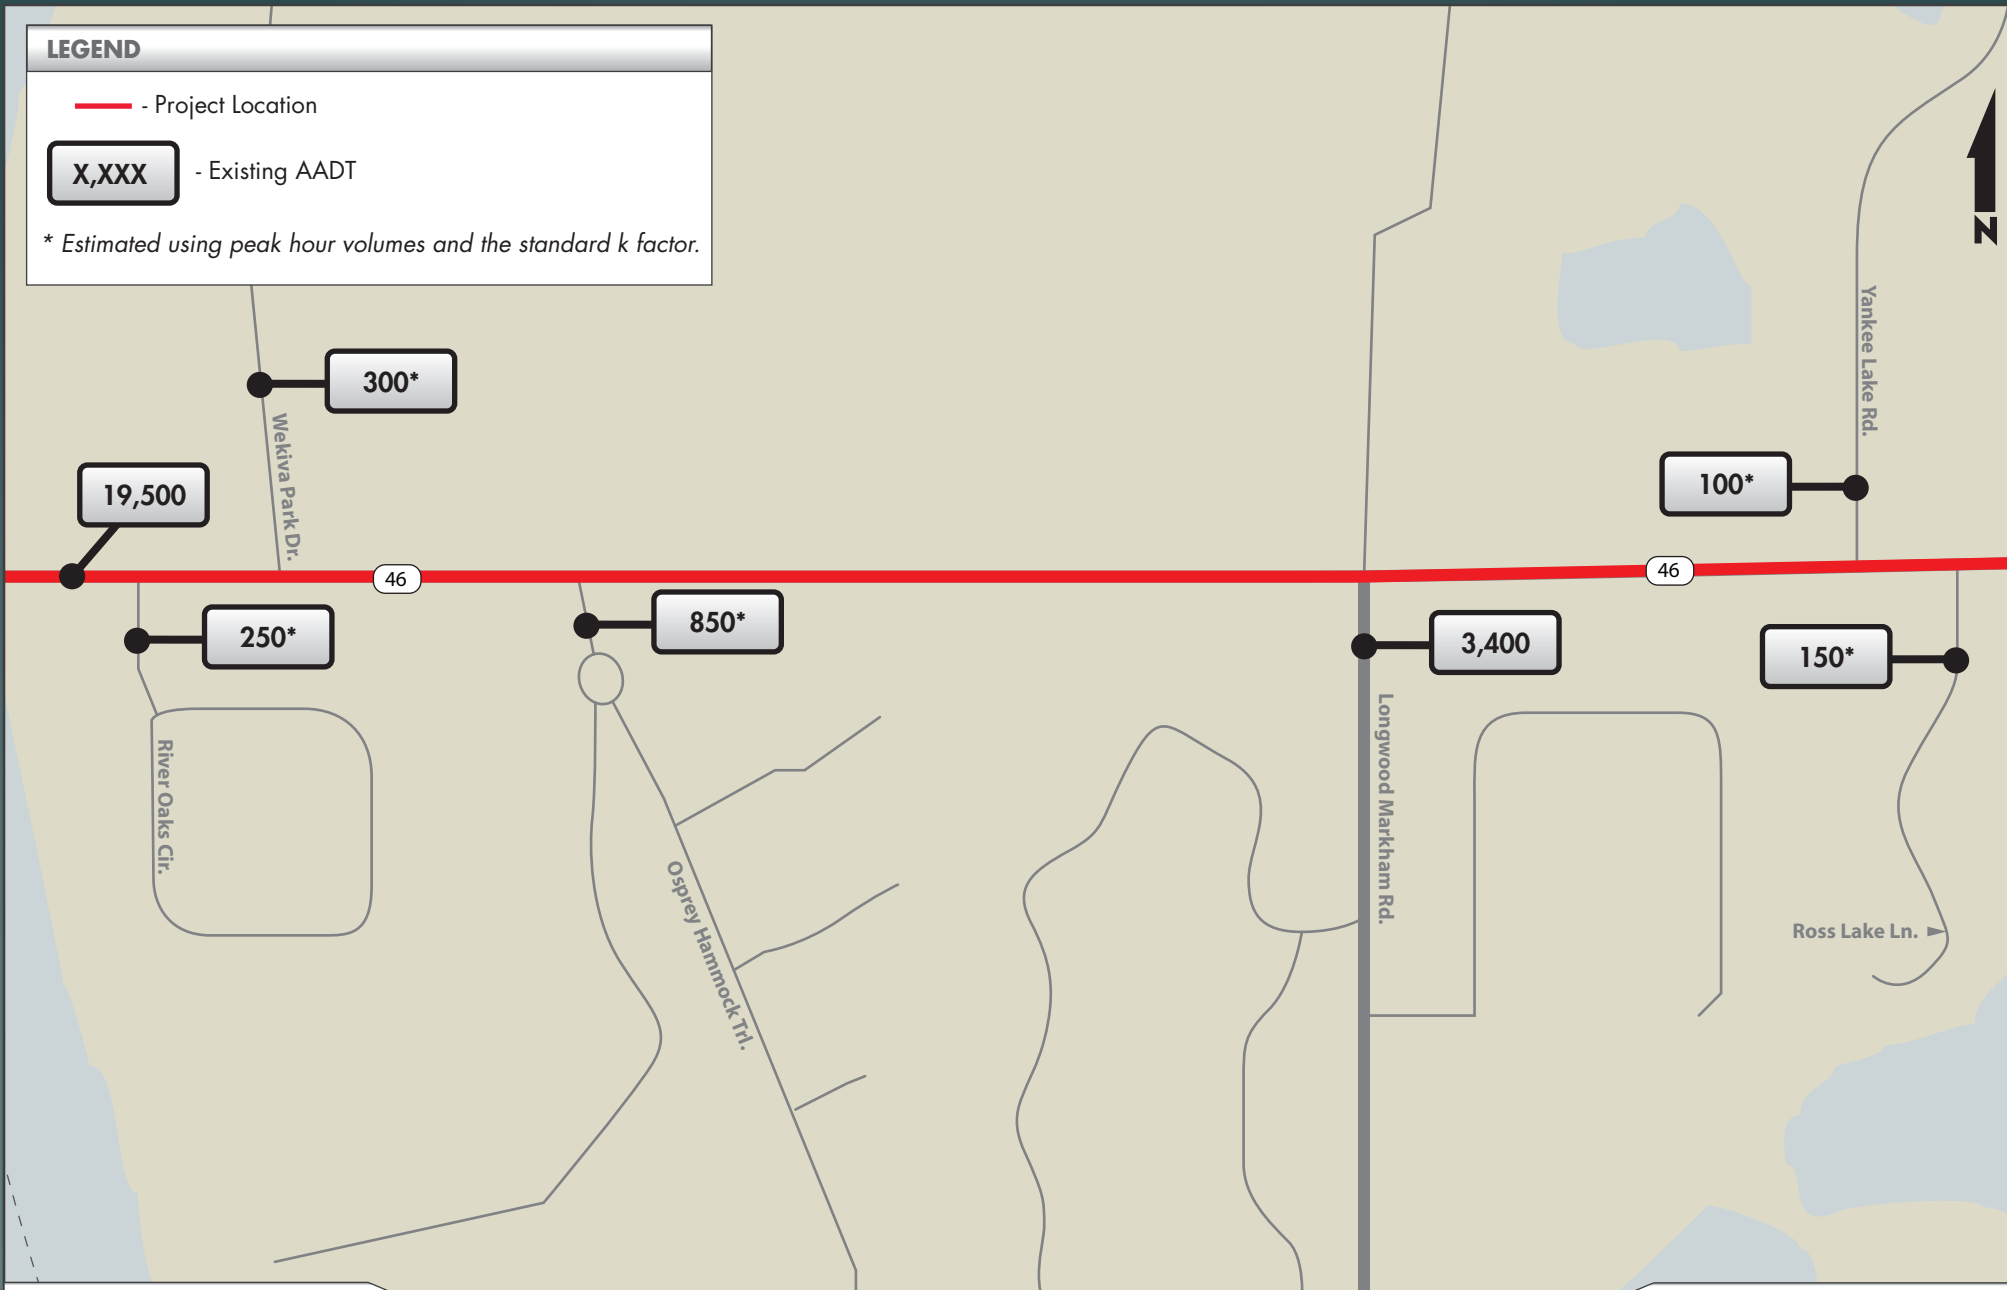 LEGEND
- Project Location
X,XXX
- Existing AADT
* Estimated using peak hour volumes and the standard k factor.
N
Yankee Lake Rd.
300*
Wekiva Park Dr.
19,500
100*
46
46
250*
850*
3,400
150*
River Oaks Cir.
Longwood Markham Rd.
Osprey Hammock Trl.
Ross Lake Ln.